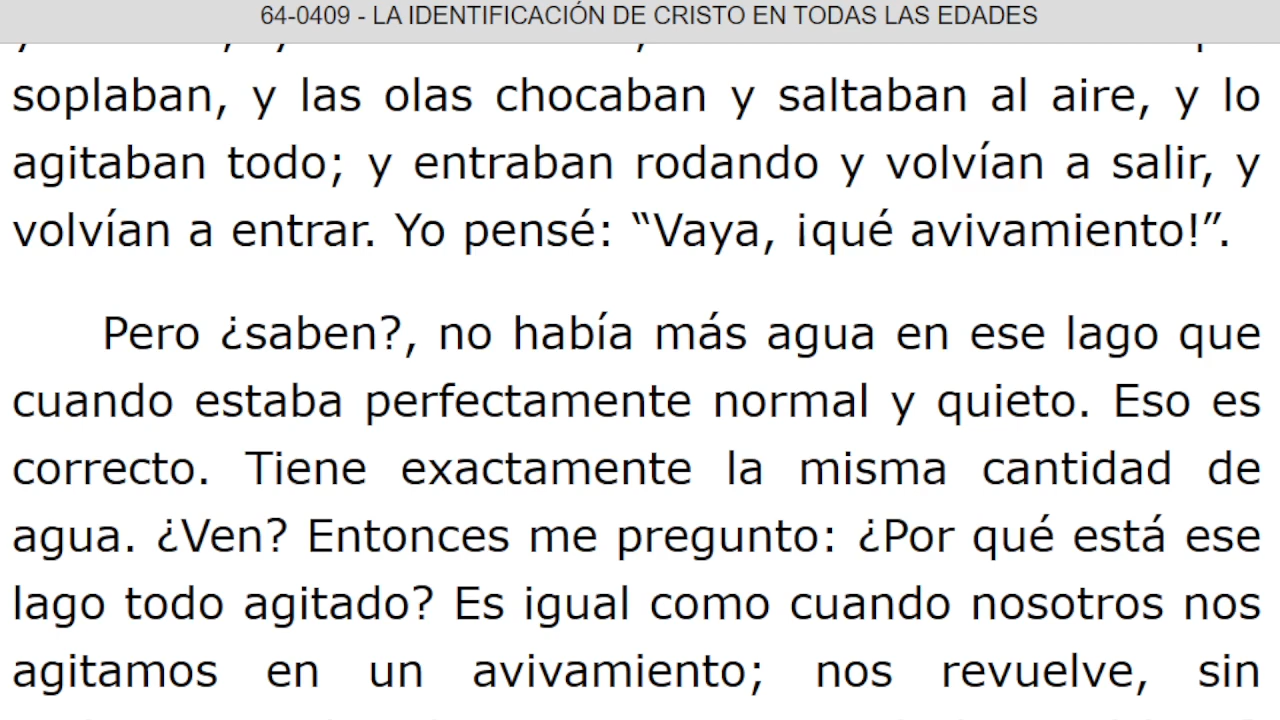 64-0409 - LA IDENTIFICACIÓN DE CRISTO EN TODAS LAS EDADES
soplaban, y las olas chocaban y saltaban al aire, y lo
agitaban todo; y entraban rodando y volvían a salir, y
volvían a entrar. Yo pensé: “Vaya, ¡qué avivamiento!”.
Pero ¿saben?, no había más agua en ese lago que
cuando estaba perfectamente normal y quieto. Eso es
correcto. Tiene exactamente la misma cantidad de
agua. ¿Ven? Entonces me pregunto: ¿Por qué está ese
lago todo agitado? Es igual como cuando nosotros nos
agitamos en un avivamiento; nos revuelve, sin